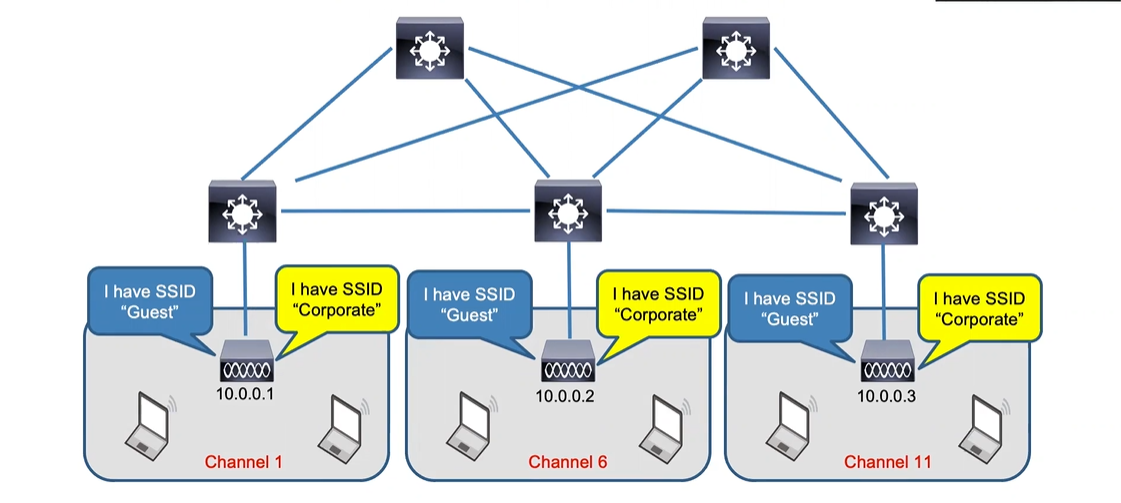 I have SSID
“Guest”
I have SSID
“Corporate”
I have SSID
“Guest”
I have SSID
“Corporate”
I have SSID
“Guest”
I have SSID
“Corporate”
10.0.0.1
10.0.0.2
10.0.0.3
Channel 1
Channel 6
Channel 11